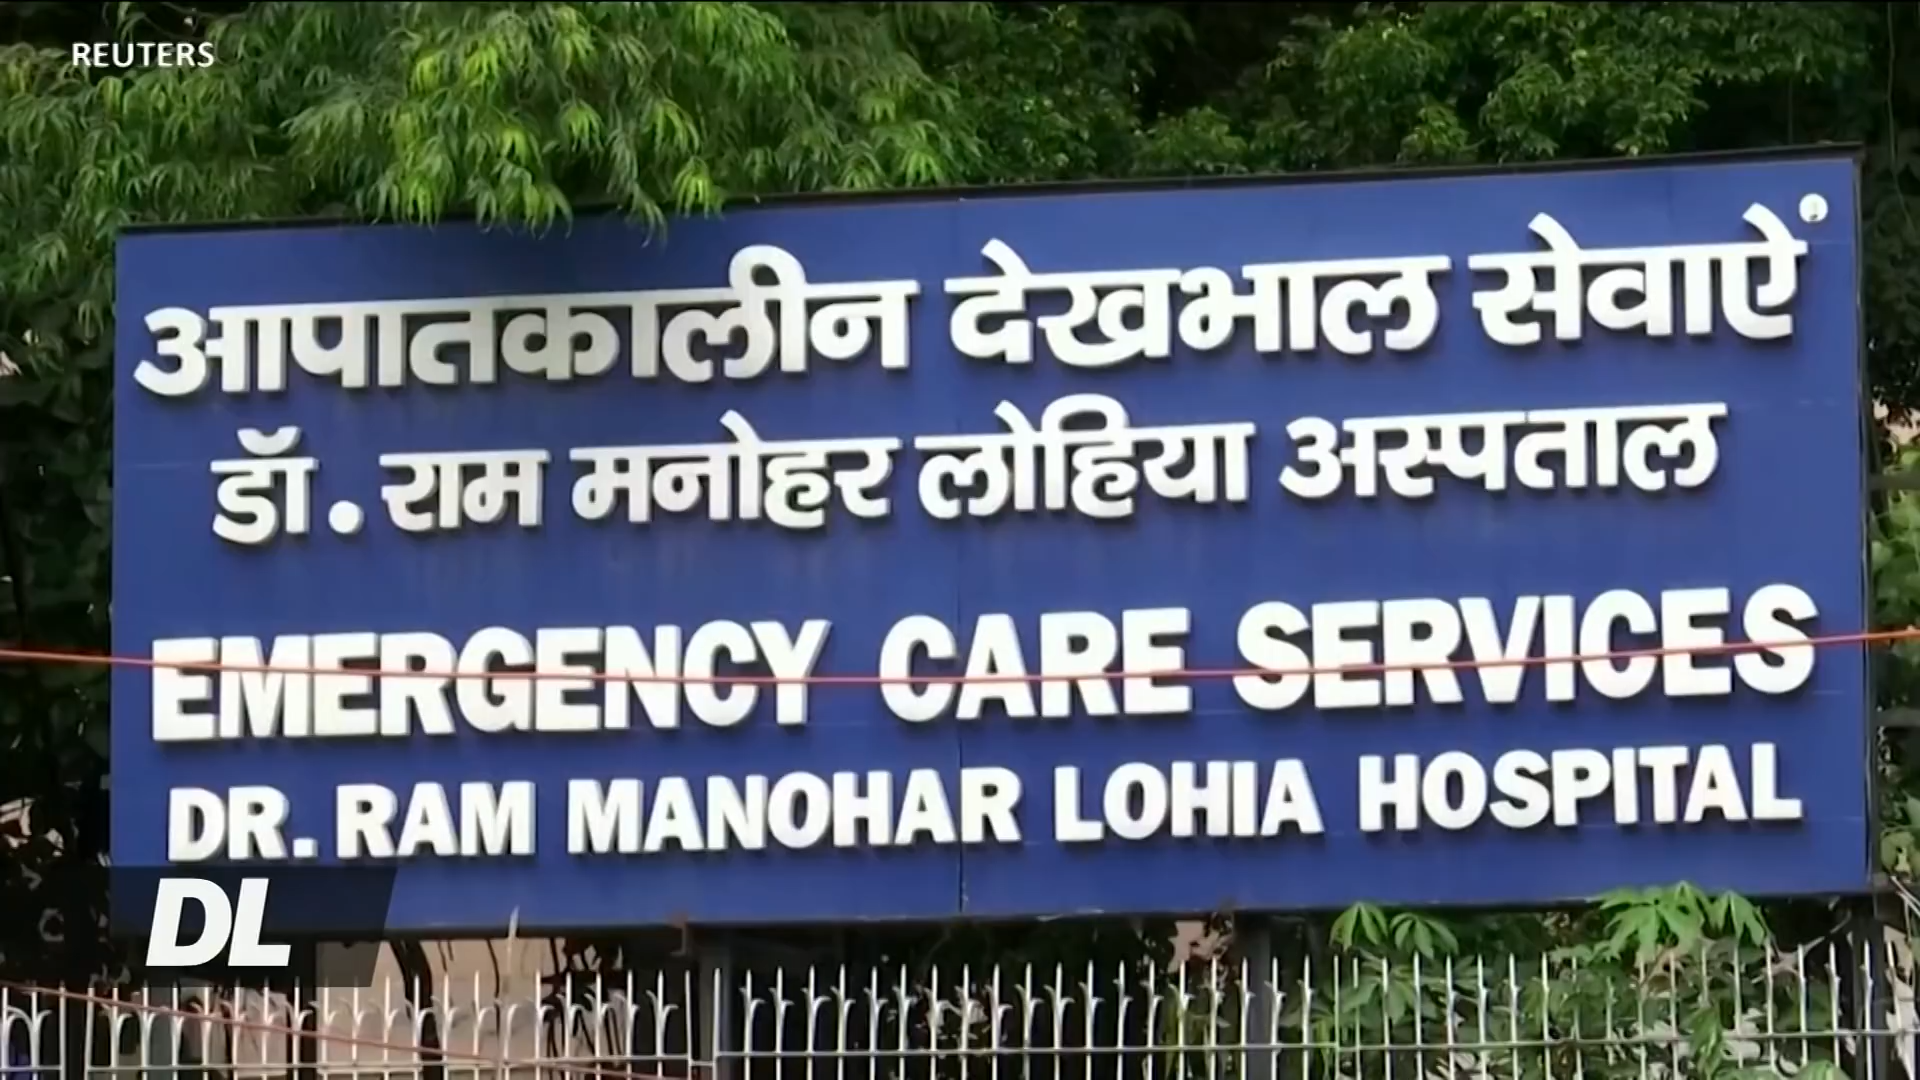 REUTERS
आपातकालीन देखभाल सेवाऐं
डॉ. राम मनोहर लोहिया अस्पताल
EMERGENCY CARE SERVICES
DR. RAM MANOHAR LOHIA HOSPITAL
DL